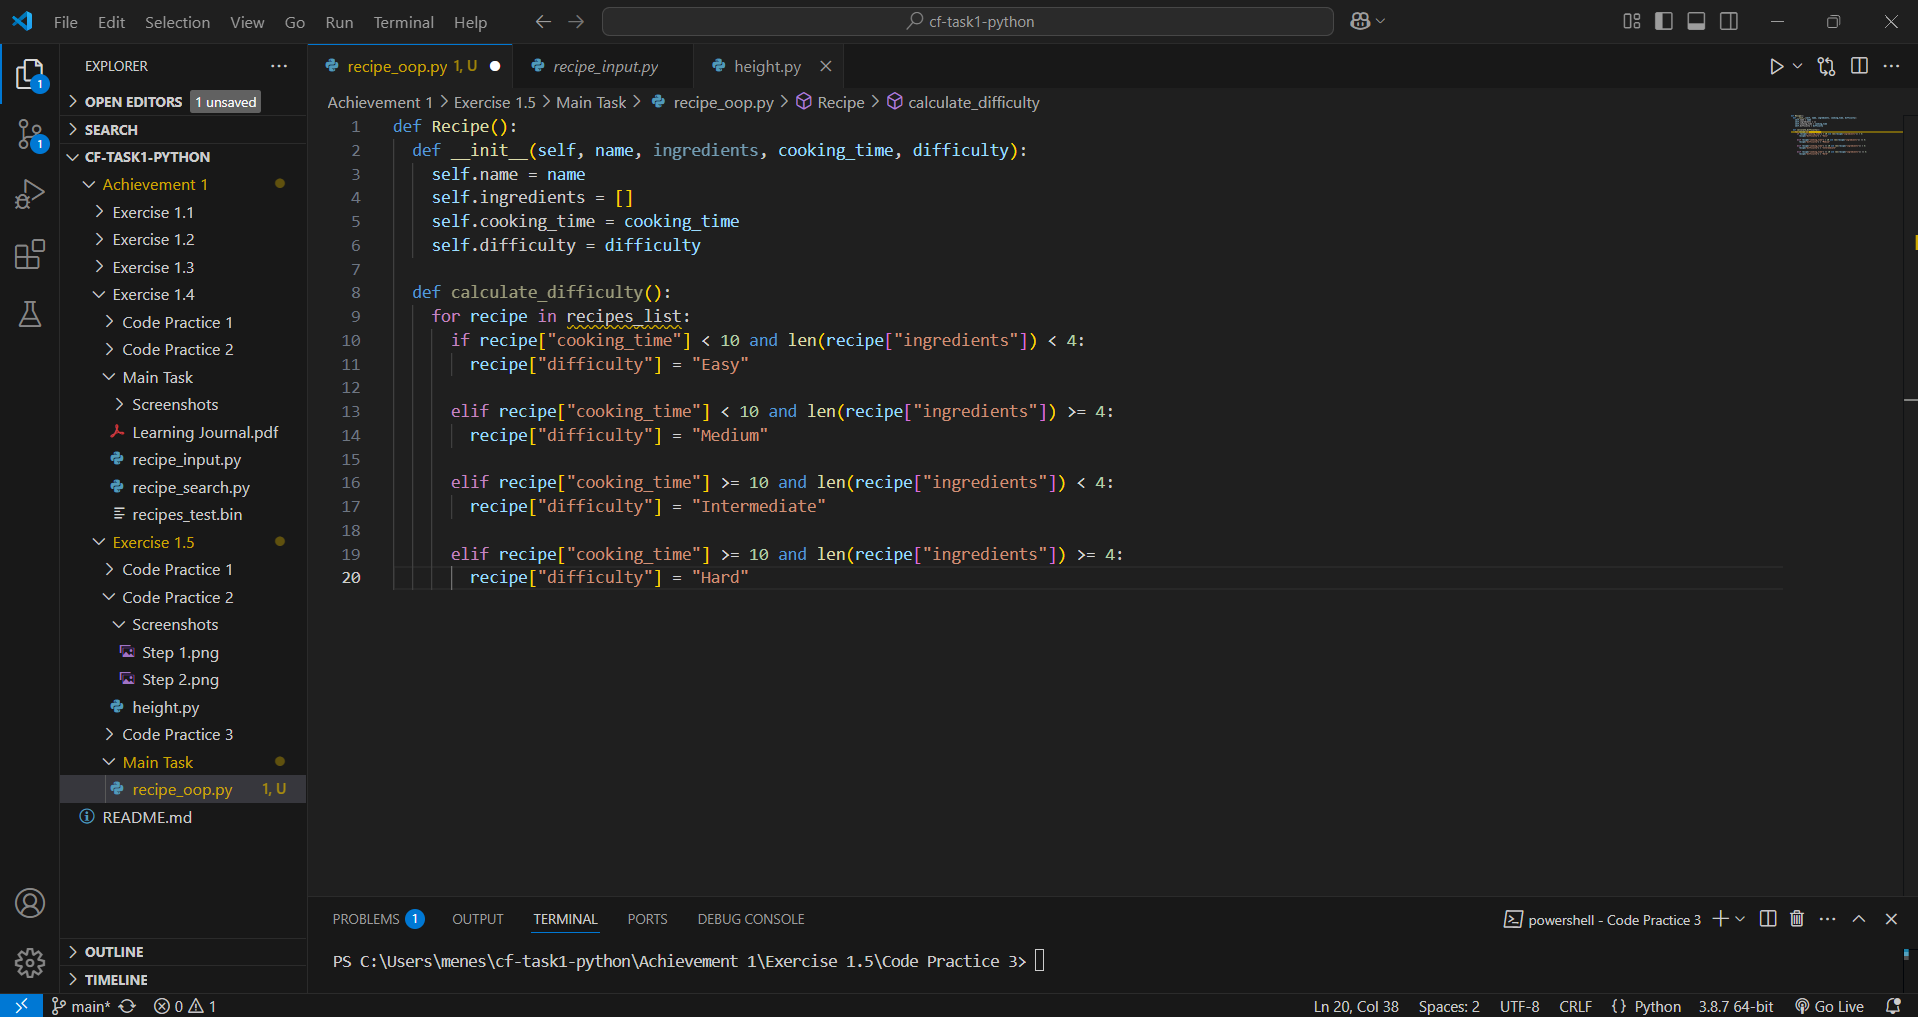 File Edit Selection View Go Run Terminal Help cf-task1-python
EXPLORER
OPEN EDITORS 1 unsaved
SEARCH
CF-TASK1-PYTHON
Achievement 1
Exercise 1.1
Exercise 1.2
Exercise 1.3
Exercise 1.4
Code Practice 1
Code Practice 2
Main Task
Screenshots
Learning Journal.pdf
recipe_input.py
recipe_search.py
recipes_test.bin
Exercise 1.5
Code Practice 1
Code Practice 2
Screenshots
Step 1.png
Step 2.png
height.py
Code Practice 3
Main Task
recipe_oop.py 1, U
README.md
OUTLINE
TIMELINE
1
1
recipe_oop.py 1, U recipe_input.py height.py
Achievement 1 > Exercise 1.5 > Main Task > recipe_oop.py > Recipe > calculate_difficulty
1 def Recipe():
2 def __init__(self, name, ingredients, cooking_time, difficulty):
3 self.name = name
4 self.ingredients = []
5 self.cooking_time = cooking_time
6 self.difficulty = difficulty
7
8 def calculate_difficulty():
9 for recipe in recipes_list:
10 if recipe["cooking_time"] < 10 and len(recipe["ingredients"]) < 4:
11 recipe["difficulty"] = "Easy"
12
13 elif recipe["cooking_time"] < 10 and len(recipe["ingredients"]) >= 4:
14 recipe["difficulty"] = "Medium"
15
16 elif recipe["cooking_time"] >= 10 and len(recipe["ingredients"]) < 4:
17 recipe["difficulty"] = "Intermediate"
18
19 elif recipe["cooking_time"] >= 10 and len(recipe["ingredients"]) >= 4:
20 recipe["difficulty"] = "Hard"
PROBLEMS 1 OUTPUT TERMINAL PORTS DEBUG CONSOLE powershell - Code Practice 3
PS C:\Users\menes\cf-task1-python\Achievement 1\Exercise 1.5\Code Practice 3>
main* 0 1 Ln 20, Col 38 Spaces: 2 UTF-8 CRLF {} Python 3.8.7 64-bit Go Live